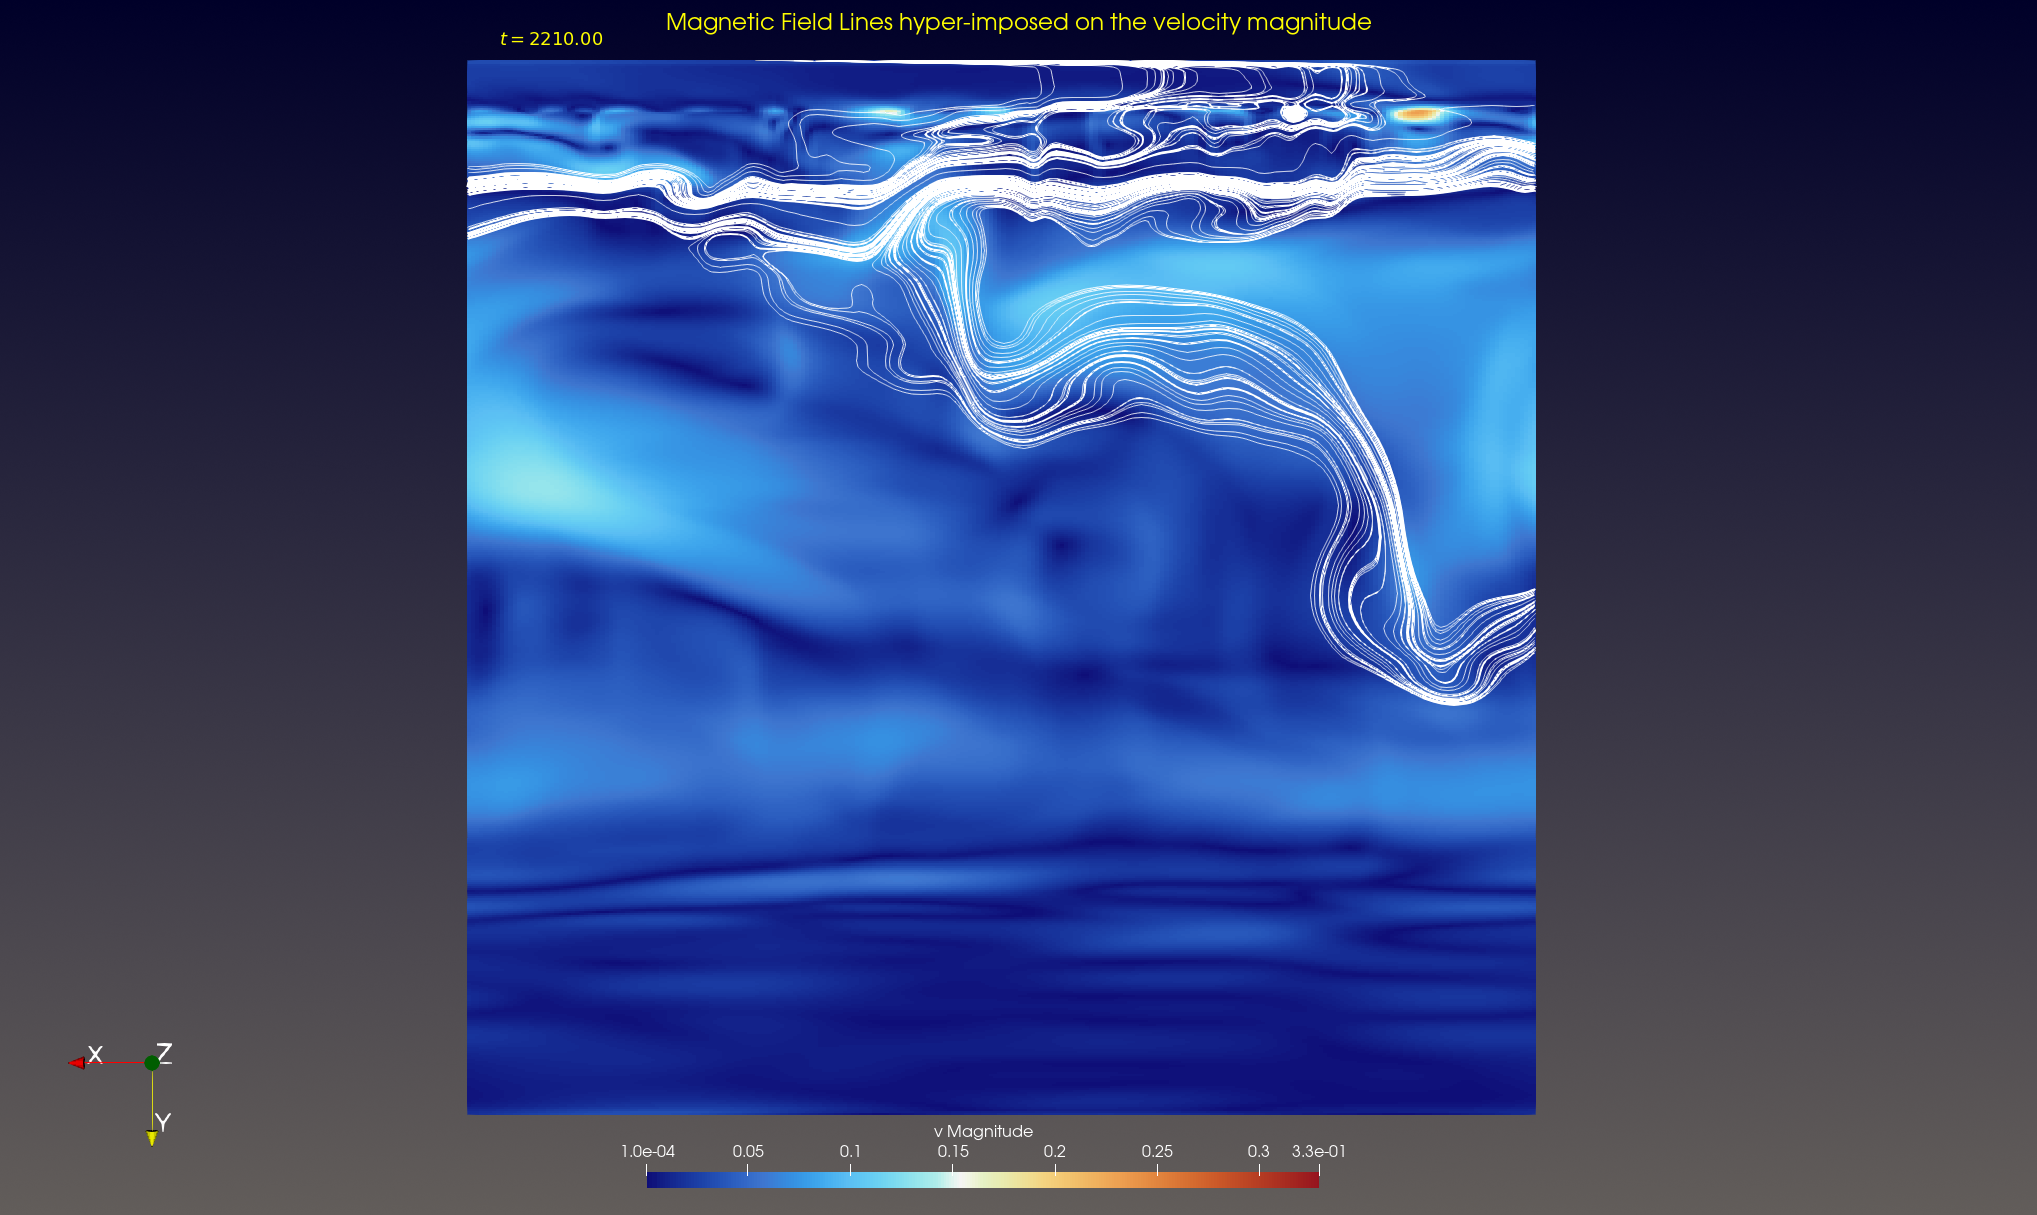 Magnetic Field Lines hyper-imposed on the velocity magnitude
t = 2210.00
X
Z
Y
v Magnitude
1.0e-04 0.05 0.1 0.15 0.2 0.25 0.3 3.3e-01